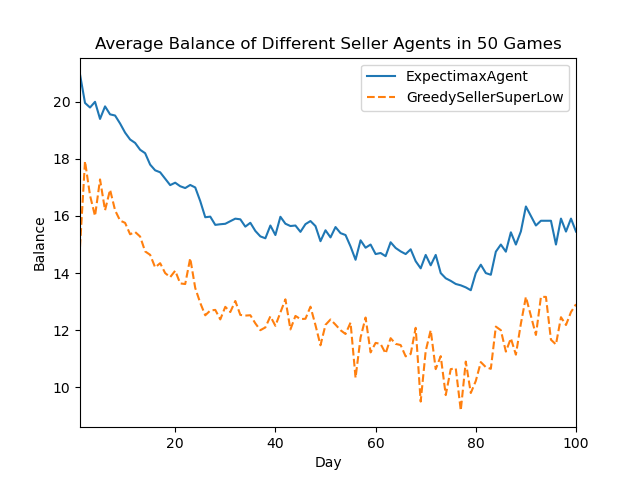 Average Balance of Different Seller Agents in 50 Games
ExpectimaxAgent
GreedySellerSuperLow
Balance
20
18
16
14
12
10
20
40
60
80
100
Day